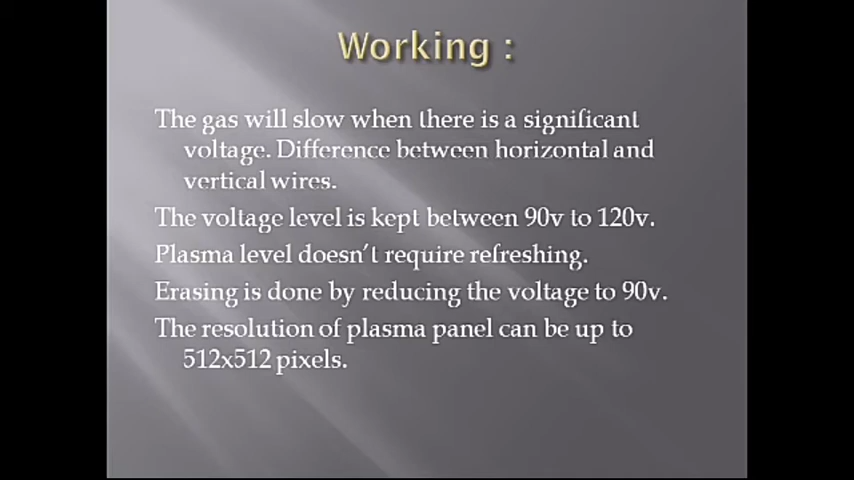 Working :
The gas will slow when there is a significant
voltage. Difference between horizontal and
vertical wires.
The voltage level is kept between 90v to 120v.
Plasma level doesn't require refreshing.
Erasing is done by reducing the voltage to 90v.
The resolution of plasma panel can be up to
512x512 pixels.